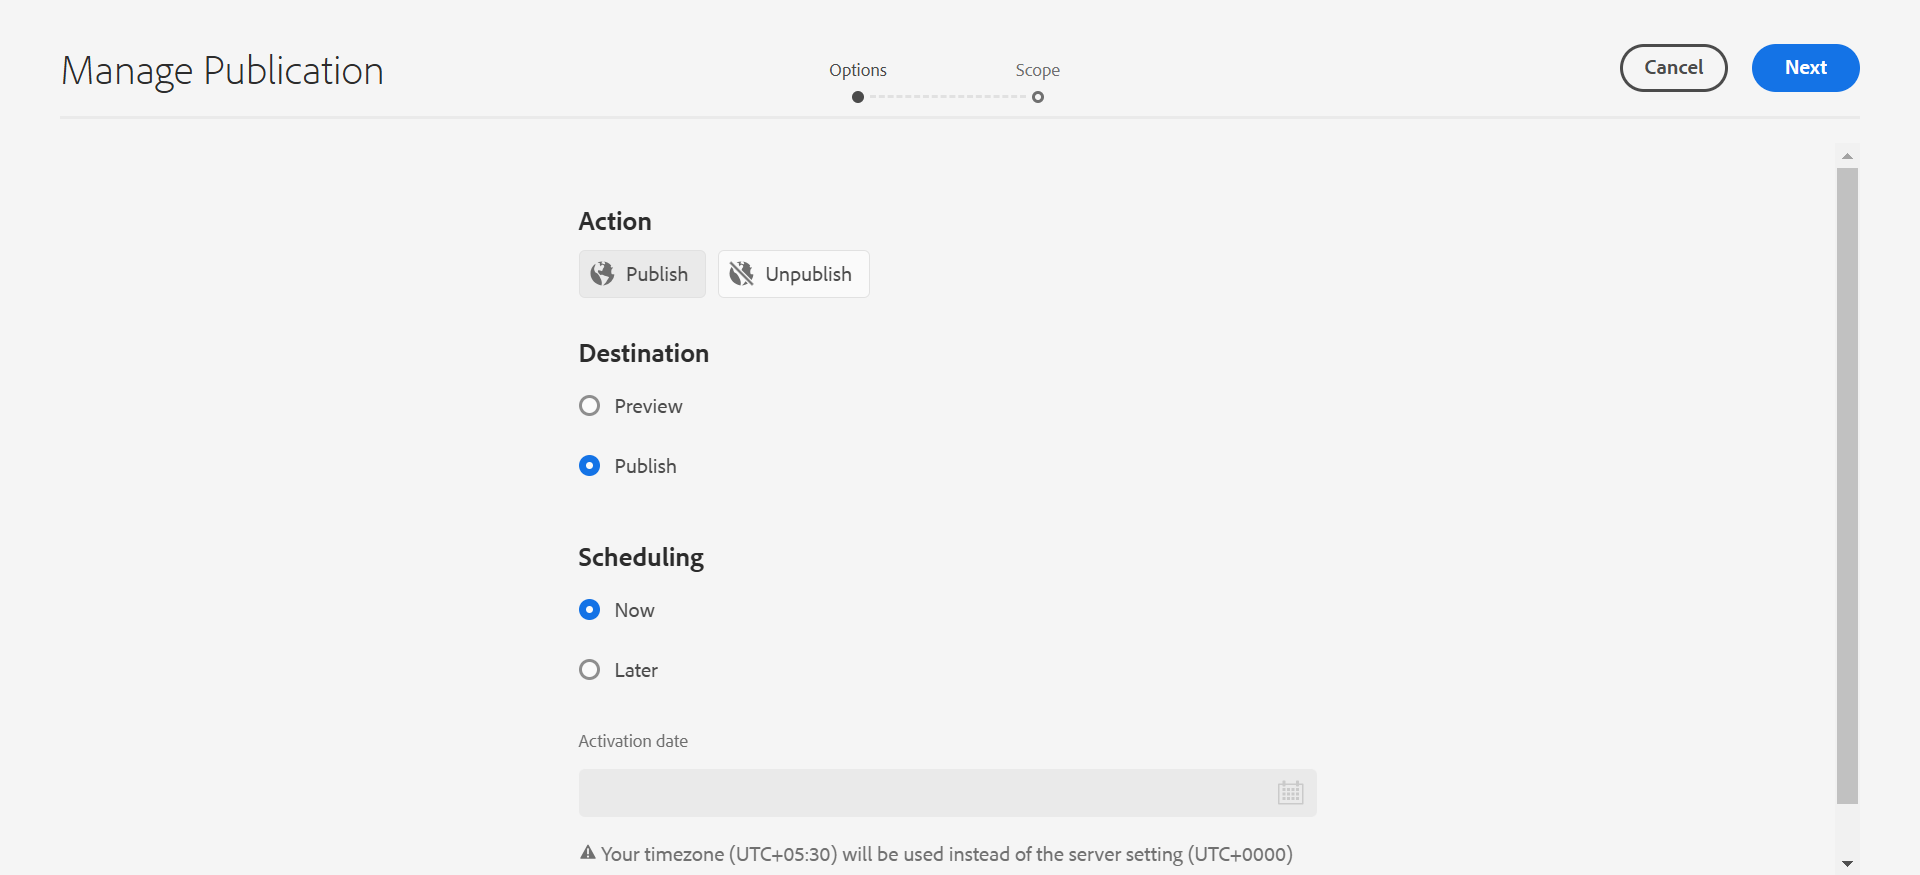 Manage Publication
Options
Scope
Cancel
Next
Action
Publish
Unpublish
Destination
Preview
Publish
Scheduling
Now
Later
Activation date
Your timezone (UTC+05:30) will be used instead of the server setting (UTC+0000)